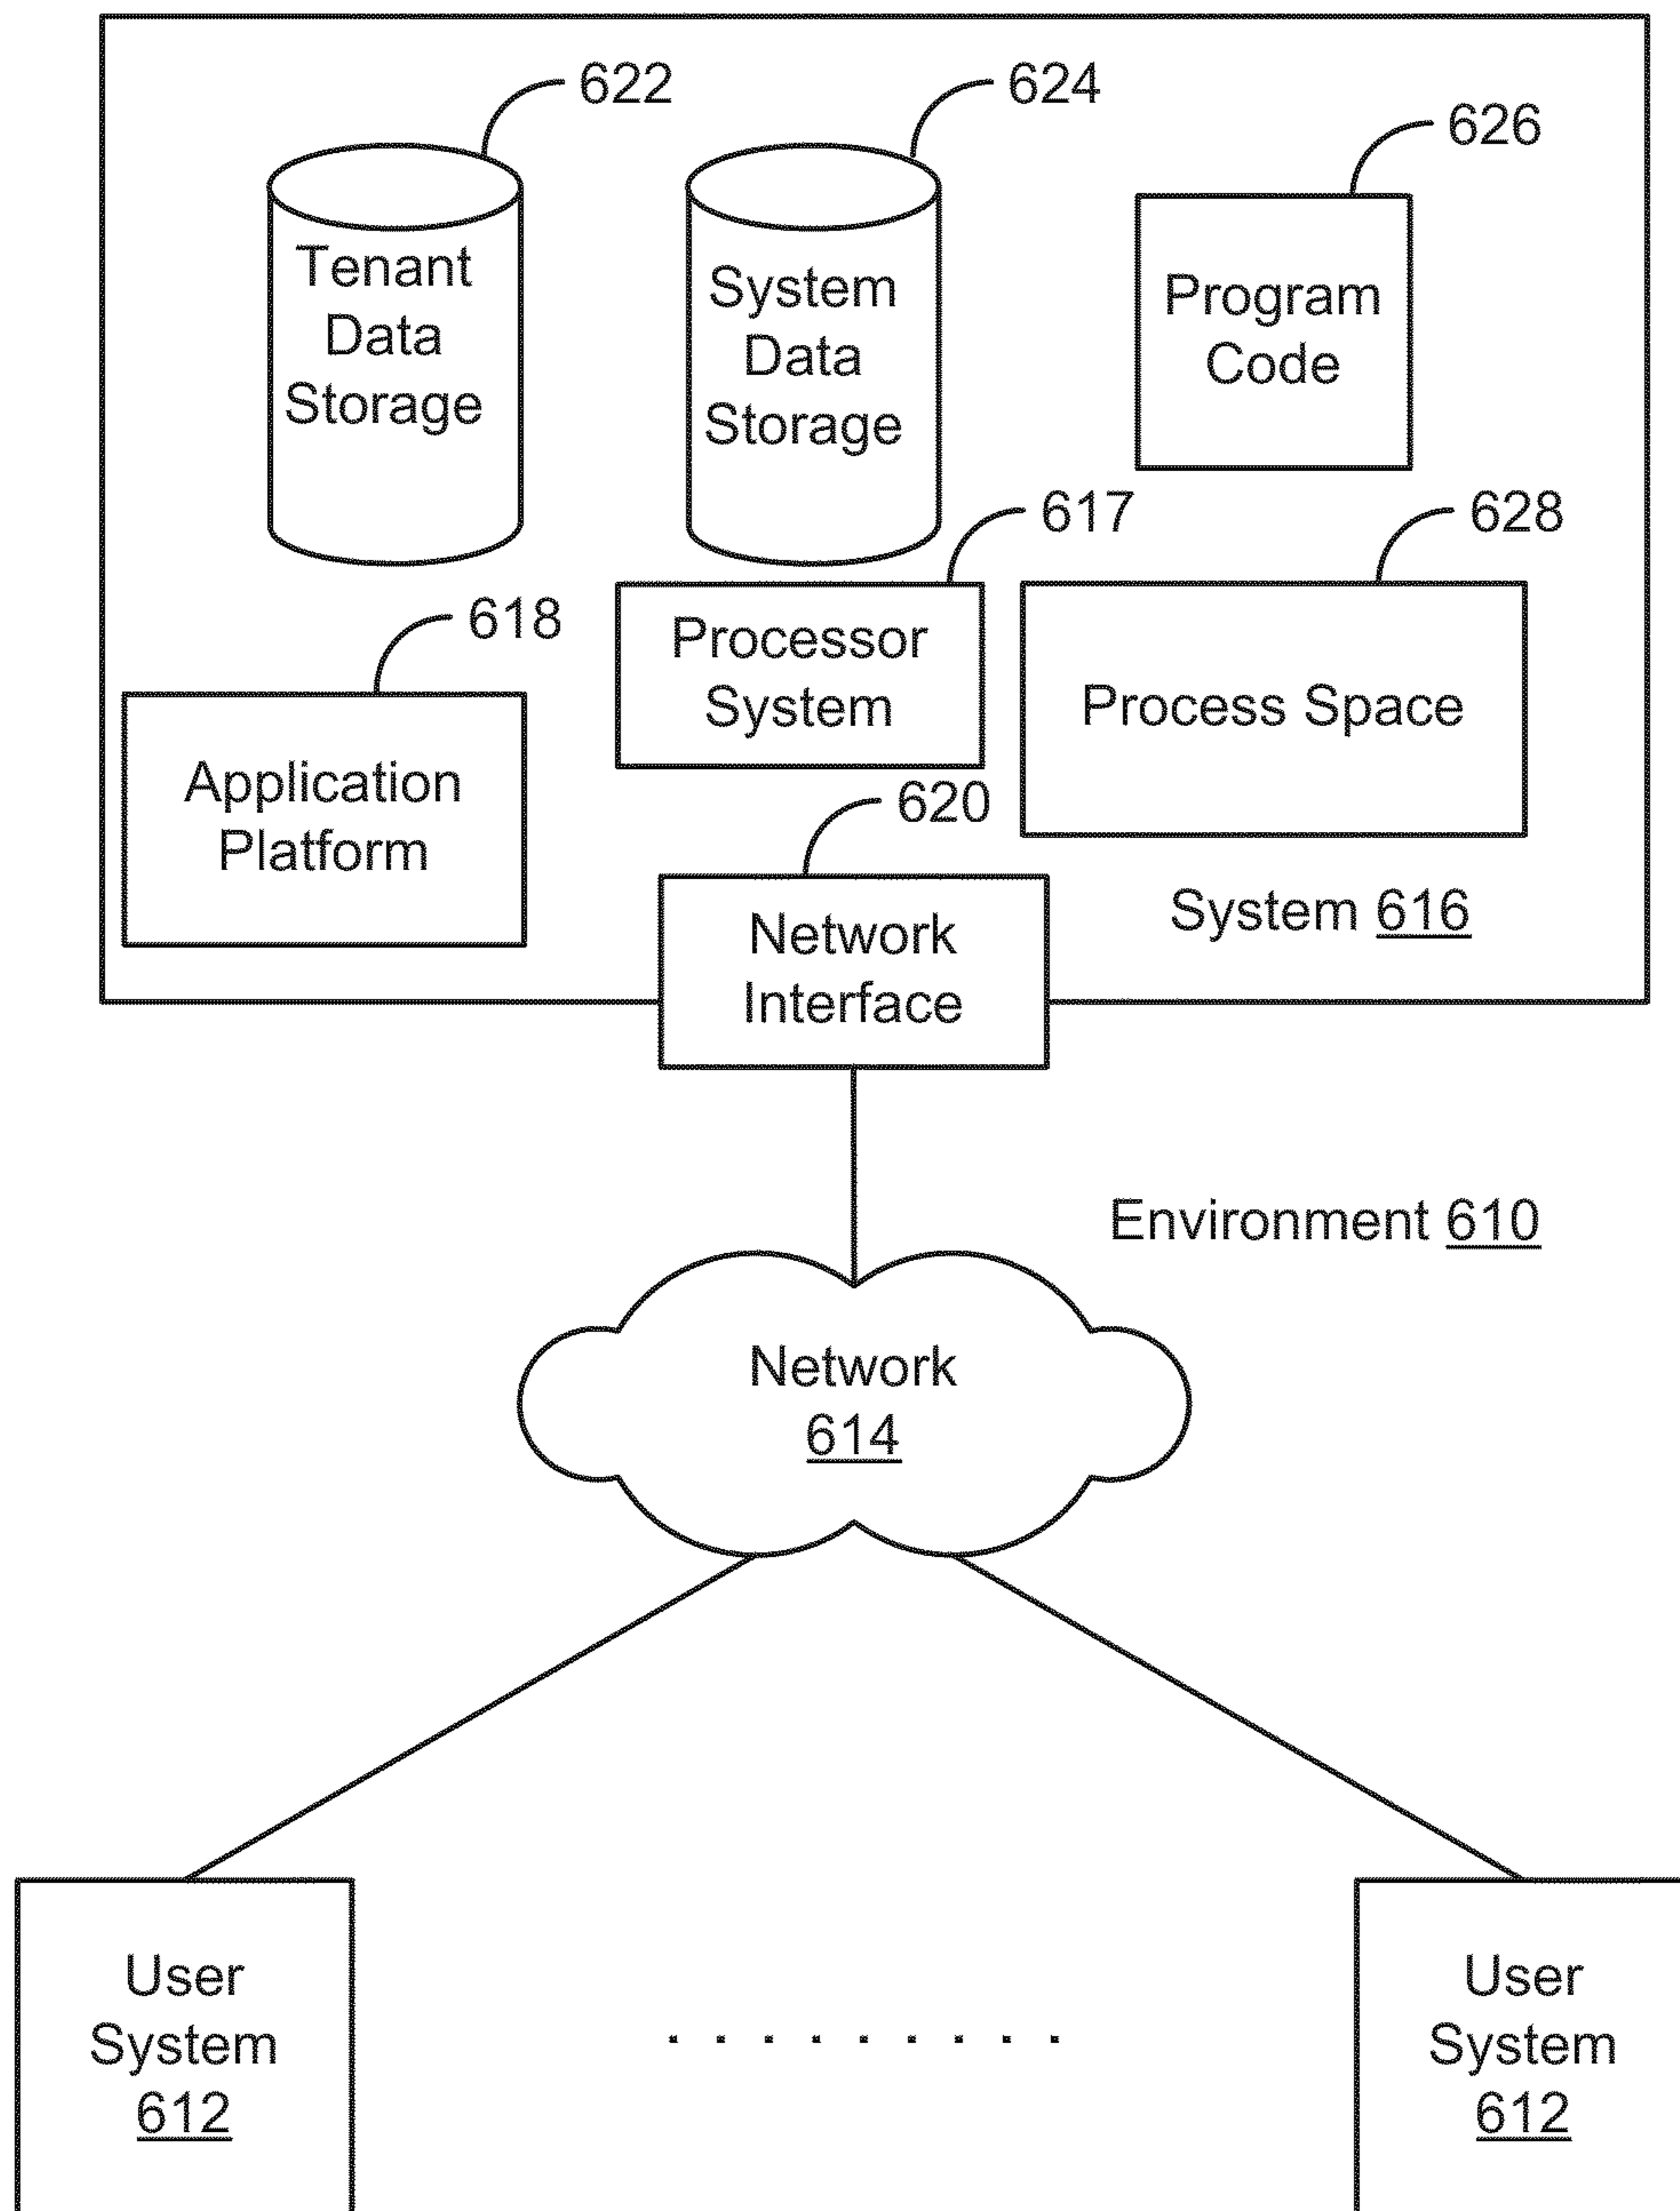 622
624
626
Tenant
Data
Storage
System
Data
Storage
Program
Code
617
628
618
Processor
System
Process Space
Application
Platform
620
Network
Interface
System 616
Environment 610
Network
614
User
System
612
. . . . . . . . .
User
System
612